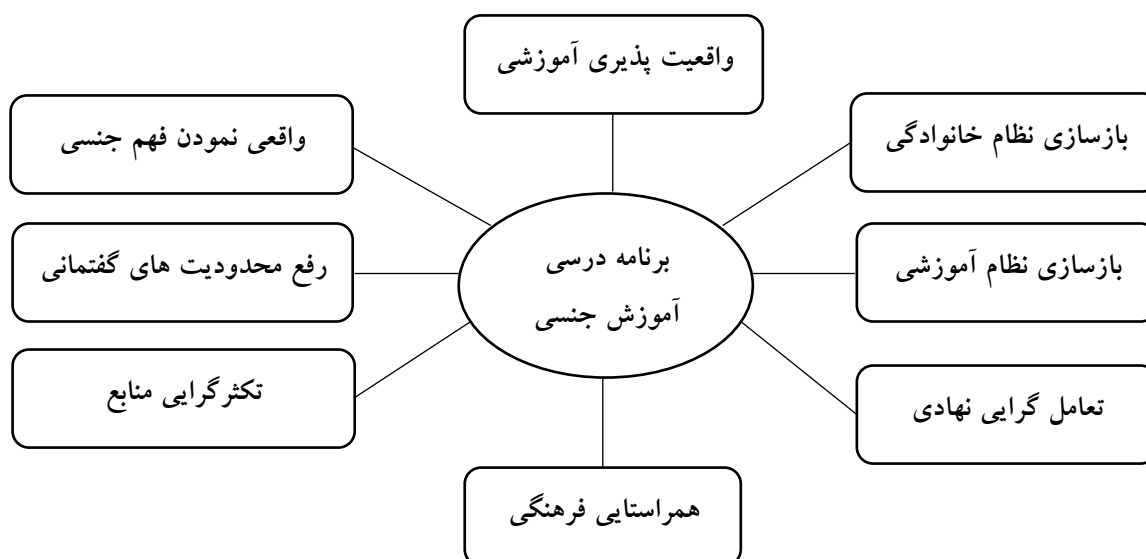 واقعیت پذیری آموزشی
بازسازی نظام خانوادگی
واقعی نمودن فهم جنسی
بازسازی نظام آموزشی
برنامه درسی
آموزش جنسی
رفع محدودیت های گفتمانی
تعامل گرایی نهادی
تکثرگرایی منابع
همراستایی فرهنگی